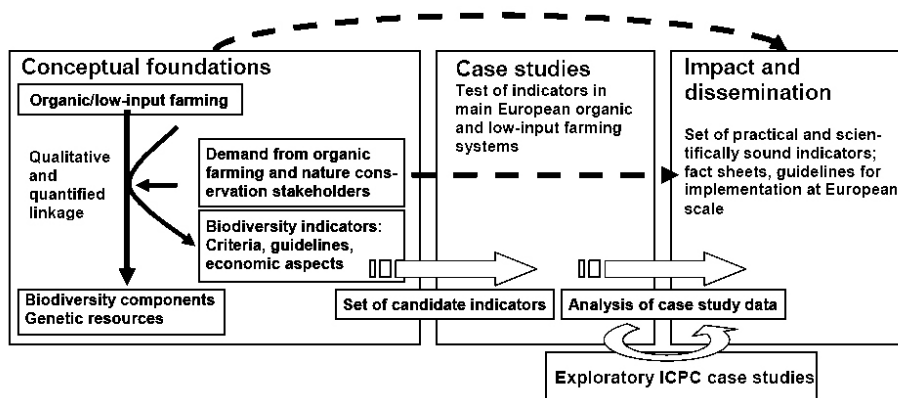 Conceptual foundations
Organic/low-input farming
Qualitative
and
quantified
linkage
Demand from organic
farming and nature cons-
ervation stakeholders
Biodiversity indicators:
Criteria, guidelines,
economic aspects
Biodiversity components
Genetic resources
Set of candidate indicators
Case studies
Test of indicators in
main European organic
and low-input farming
systems
Analysis of case study data
Impact and
dissemination
Set of practical and scien-
tifically sound indicators;
fact sheets, guidelines for
implementation at European
scale
Exploratory ICPC case studies